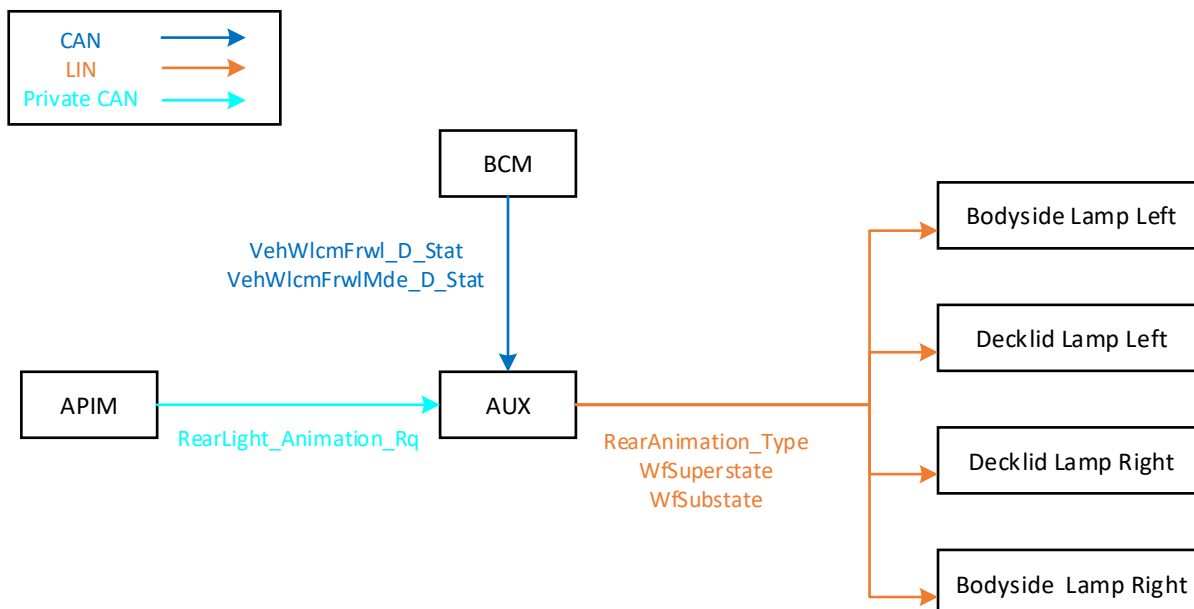 CAN
LIN
Private CAN
BCM
VehWlcmFrwl_D_Stat
VehWlcmFrwlMde_D_Stat
APIM
AUX
RearLight_Animation_Rq
RearAnimation_Type
WfSuperstate
WfSubstate
Bodyside Lamp Left
Decklid Lamp Left
Decklid Lamp Right
Bodyside Lamp Right